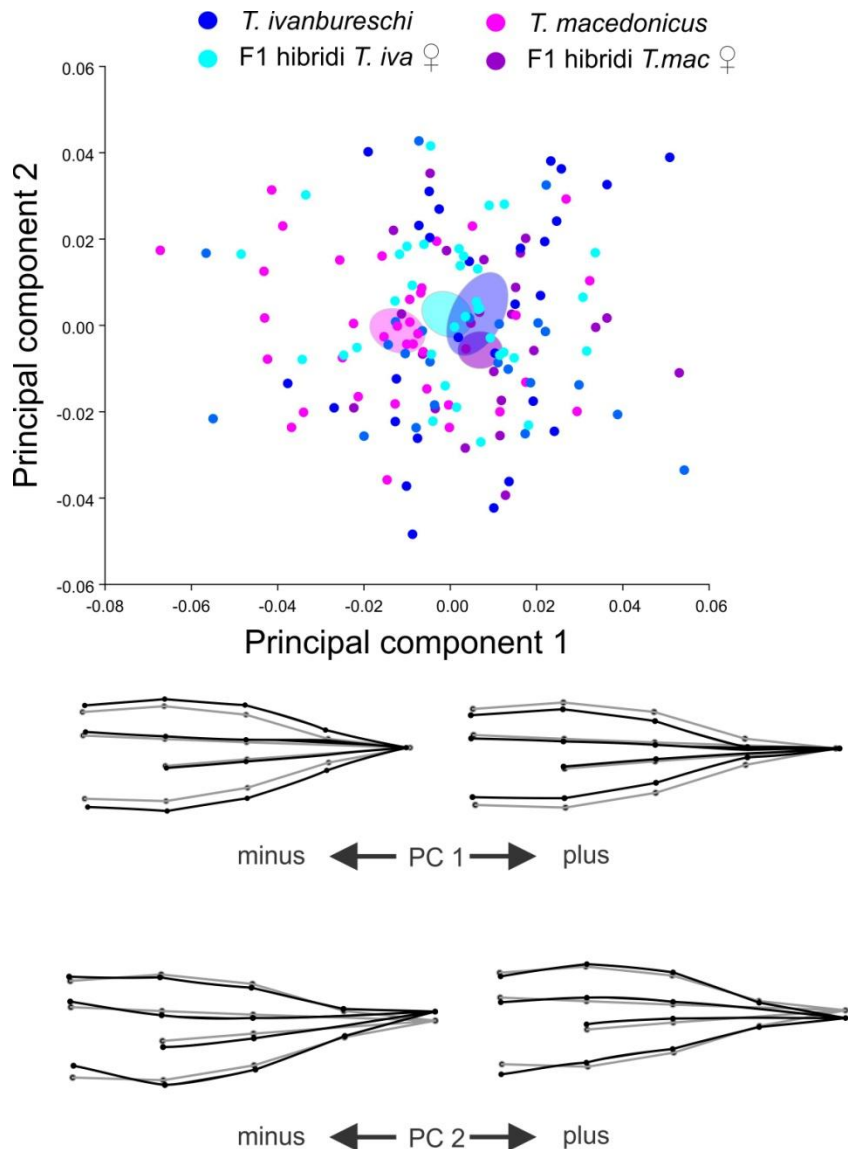 T. ivanbureschi
T. macedonicus
F1 hibridi T. iva ♀
F1 hibridi T.mac ♀
Principal component 2
0.06
0.04
0.02
0.00
-0.02
-0.04
-0.06
-0.08 -0.06 -0.04 -0.02 0.00 0.02 0.04 0.06
Principal component 1
minus PC 1 plus
minus PC 2 plus